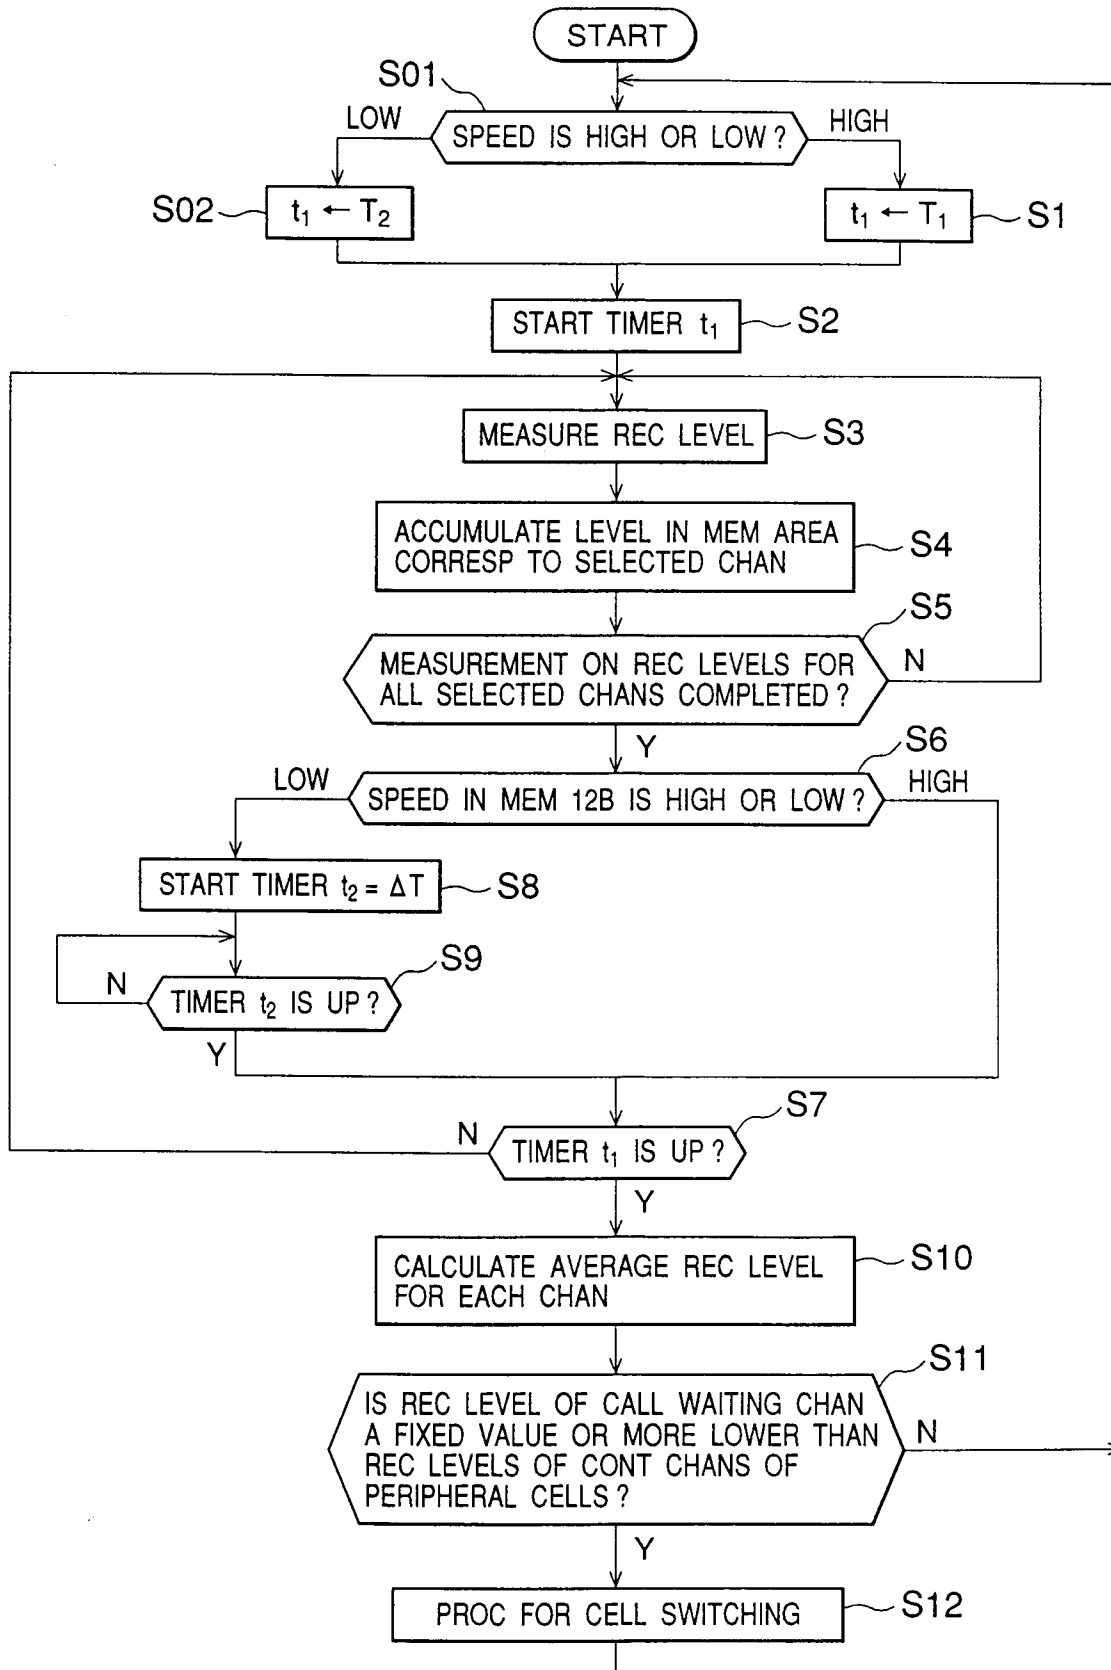 START
S01
LOW
SPEED IS HIGH OR LOW ?
HIGH
S02
t₁ ← T₂
t₁ ← T₁
S1
START TIMER t₁
S2
MEASURE REC LEVEL
S3
ACCUMULATE LEVEL IN MEM AREA
CORRESP TO SELECTED CHAN
S4
S5
MEASUREMENT ON REC LEVELS FOR
ALL SELECTED CHANS COMPLETED ?
N
Y
S6
LOW
SPEED IN MEM 12B IS HIGH OR LOW ?
HIGH
START TIMER t₂ = ΔT
S8
S9
N
TIMER t₂ IS UP ?
Y
S7
N
TIMER t₁ IS UP ?
Y
CALCULATE AVERAGE REC LEVEL
FOR EACH CHAN
S10
S11
IS REC LEVEL OF CALL WAITING CHAN
A FIXED VALUE OR MORE LOWER THAN
REC LEVELS OF CONT CHANS OF
PERIPHERAL CELLS ?
N
Y
PROC FOR CELL SWITCHING
S12